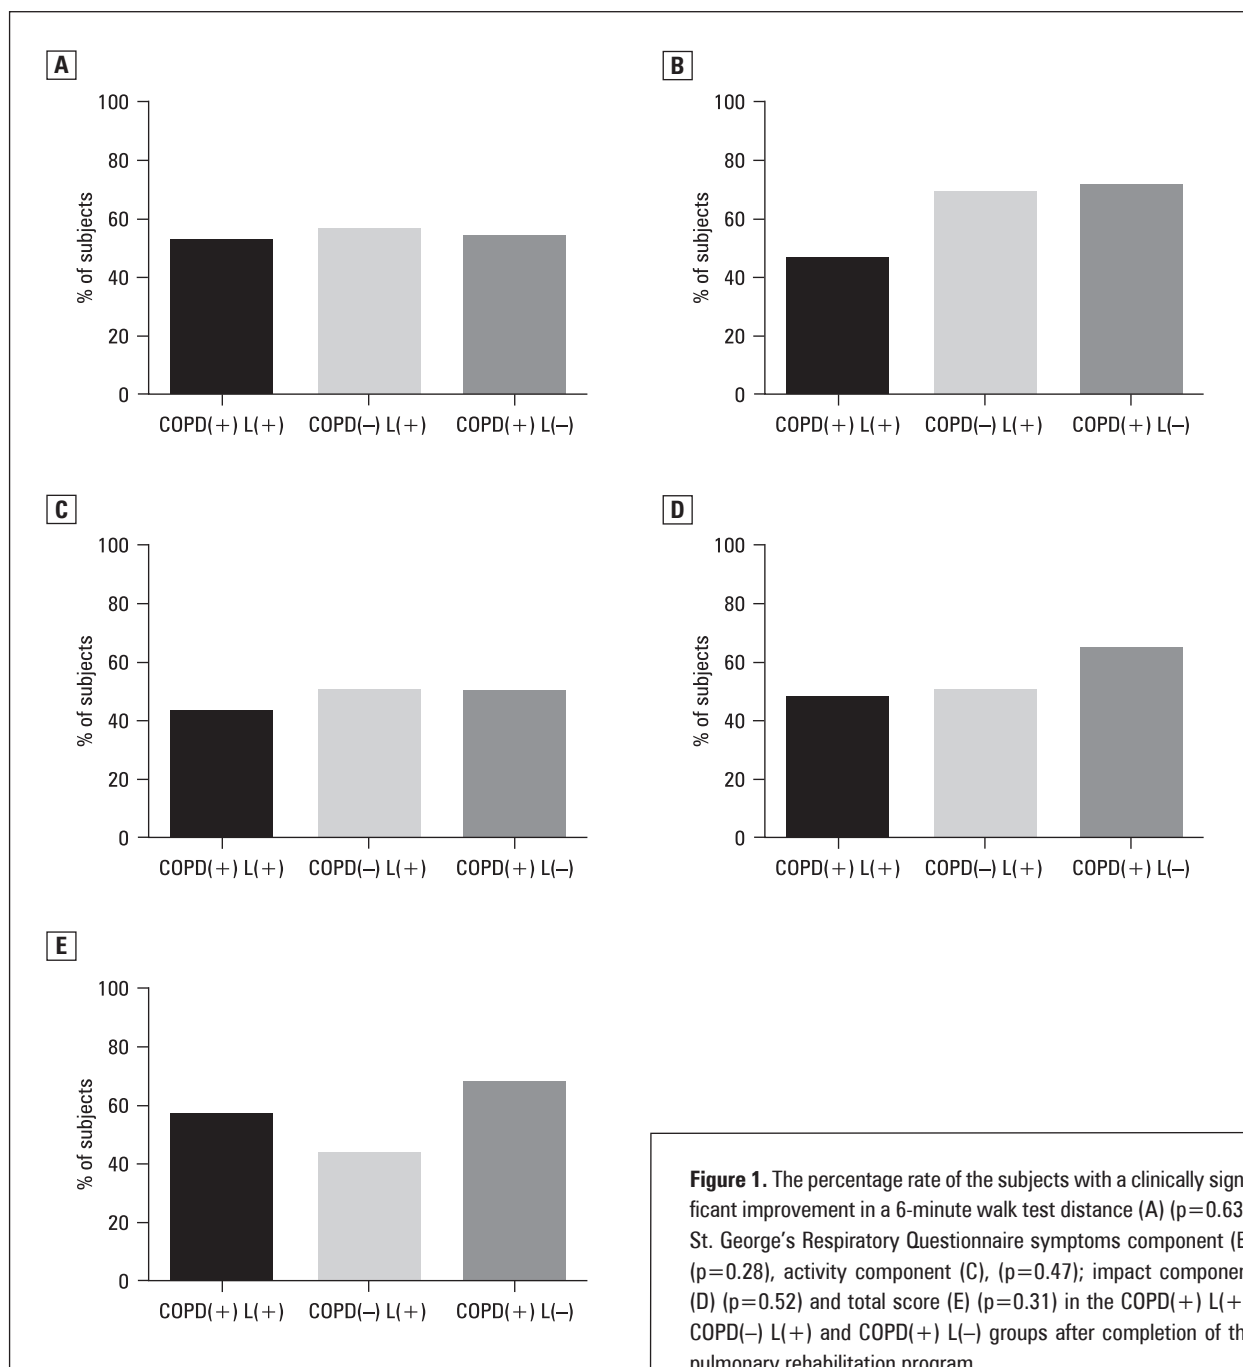 A
100
80
60
40
20
0
% of subjects
COPD(+) L(+) COPD(–) L(+) COPD(+) L(–)
B
100
80
60
40
20
0
% of subjects
COPD(+) L(+) COPD(–) L(+) COPD(+) L(–)
C
100
80
60
40
20
0
% of subjects
COPD(+) L(+) COPD(–) L(+) COPD(+) L(–)
D
100
80
60
40
20
0
% of subjects
COPD(+) L(+) COPD(–) L(+) COPD(+) L(–)
E
100
80
60
40
20
0
% of subjects
COPD(+) L(+) COPD(–) L(+) COPD(+) L(–)
Figure 1. The percentage rate of the subjects with a clinically sign
ficant improvement in a 6-minute walk test distance (A) (p=0.63
St. George's Respiratory Questionnaire symptoms component (B
(p=0.28), activity component (C), (p=0.47); impact componen
(D) (p=0.52) and total score (E) (p=0.31) in the COPD(+) L(+
COPD(–) L(+) and COPD(+) L(–) groups after completion of th
pulmonary rehabilitation program